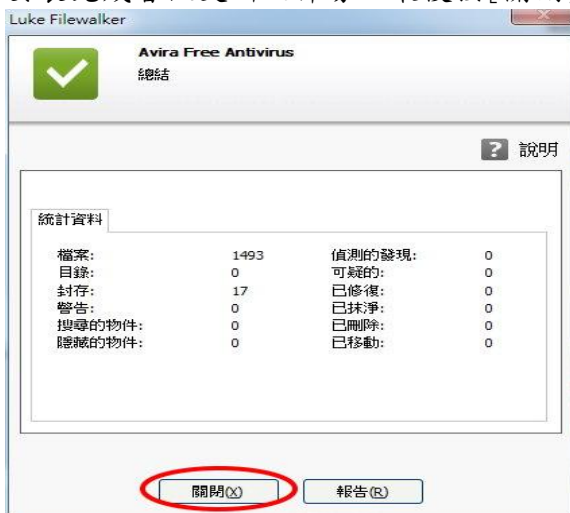 Luke Filewalker
Avira Free Antivirus
總結
? 說明
統計資料
檔案: 1493 偵測的發現: 0
目錄: 0 可疑的: 0
封存: 17 已修復: 0
警告: 0 已抹淨: 0
搜尋的物件: 0 已刪除: 0
隱藏的物件: 0 已移動: 0
關閉(X) 報告(R)